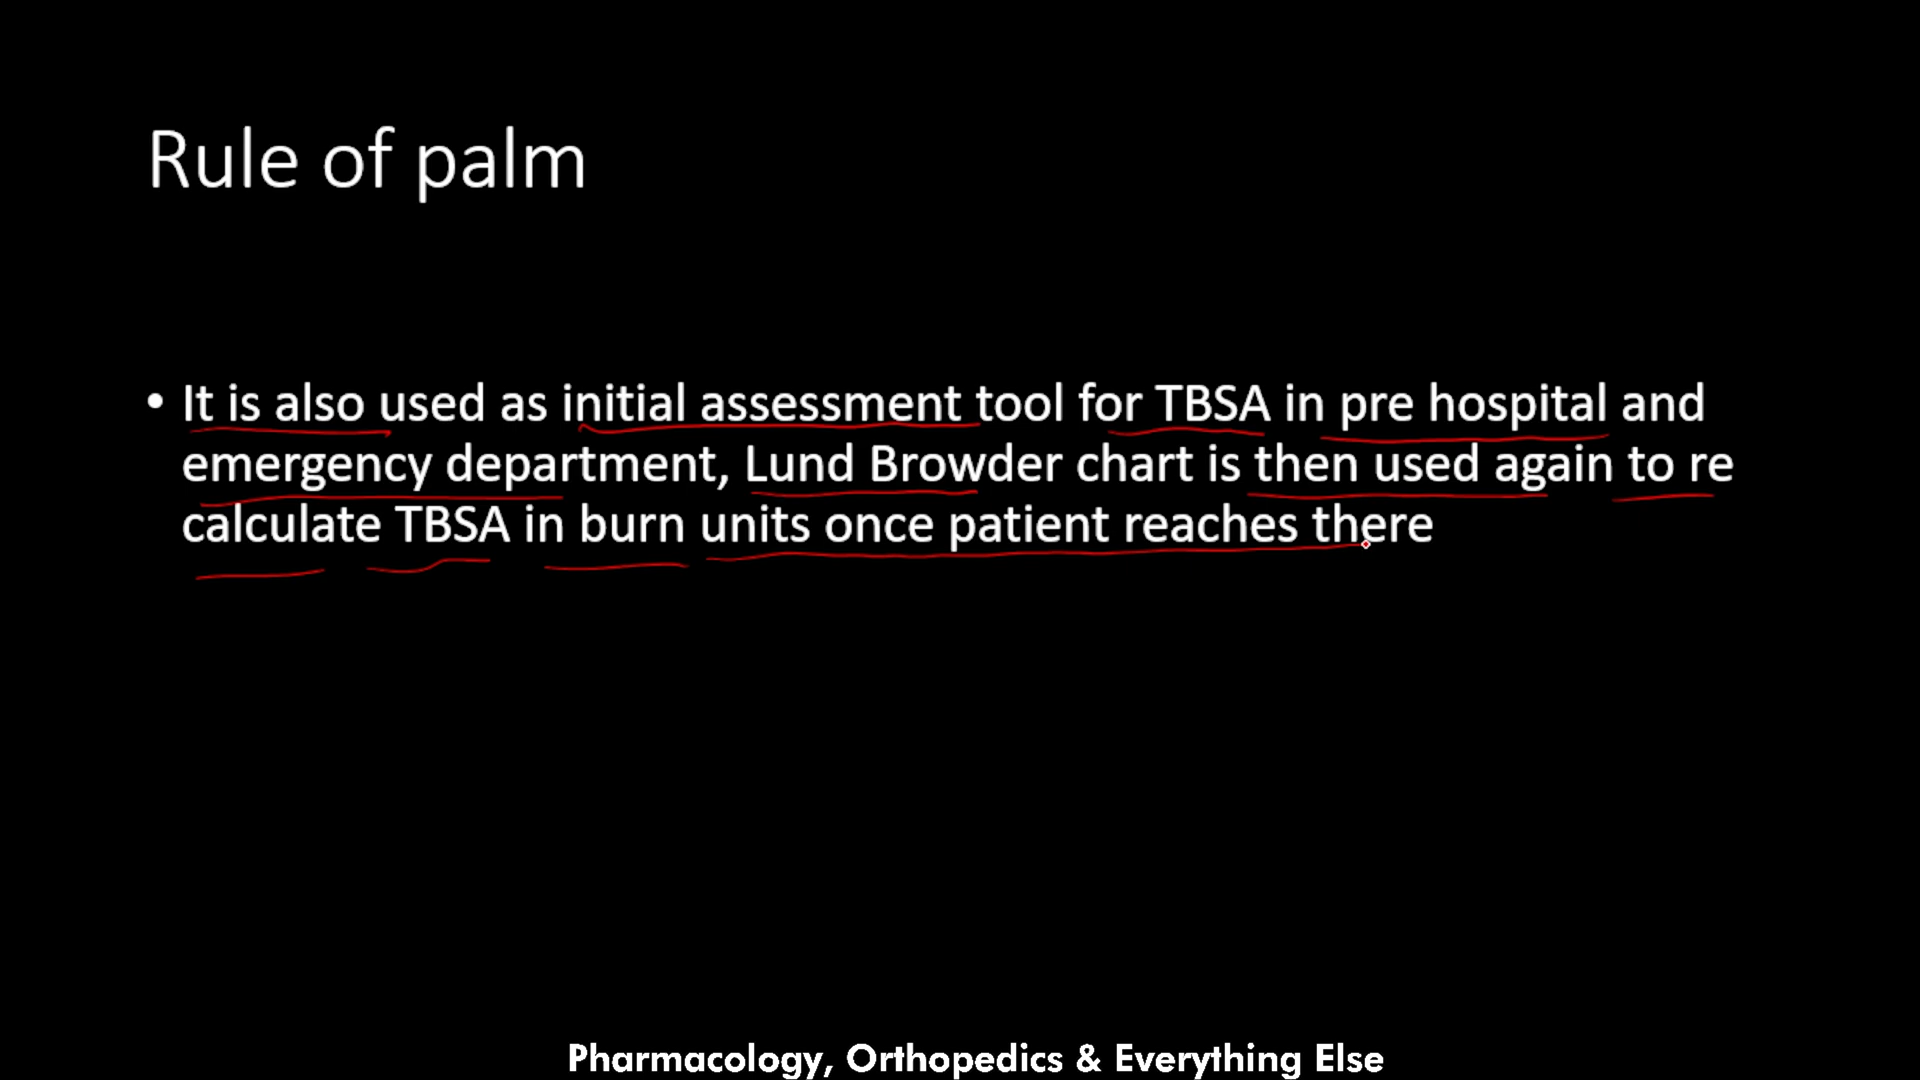 Rule of palm
• It is also used as initial assessment tool for TBSA in pre hospital and
emergency department, Lund Browder chart is then used again to re
calculate TBSA in burn units once patient reaches there
Pharmacology, Orthopedics & Everything Else